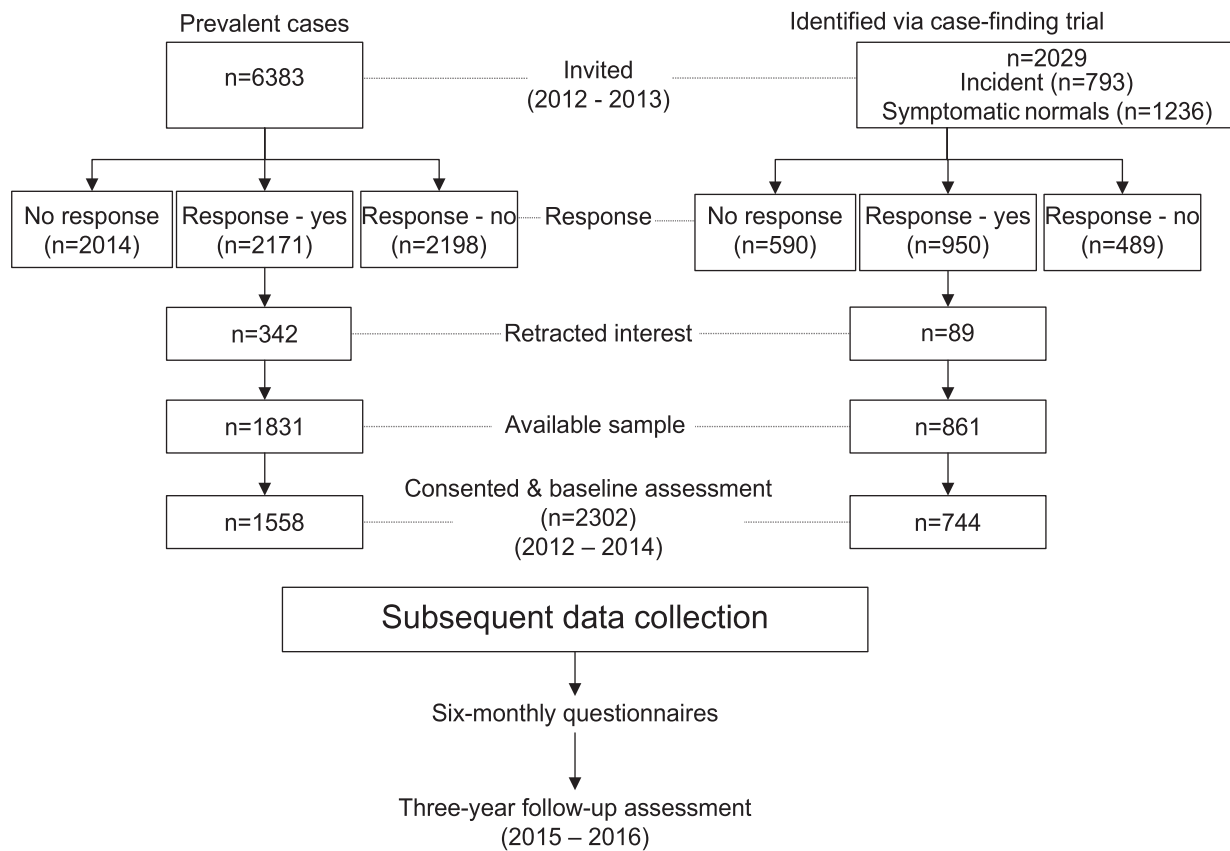 Prevalent cases
Identified via case-finding trial
n=6383
Invited
(2012 - 2013)
n=2029
Incident (n=793)
Symptomatic normals (n=1236)
No response
(n=2014)
Response - yes
(n=2171)
Response - no
(n=2198)
Response
No response
(n=590)
Response - yes
(n=950)
Response - no
(n=489)
n=342
Retracted interest
n=89
n=1831
Available sample
n=861
n=1558
Consented & baseline assessment
(n=2302)
(2012 – 2014)
n=744
Subsequent data collection
Six-monthly questionnaires
Three-year follow-up assessment
(2015 – 2016)